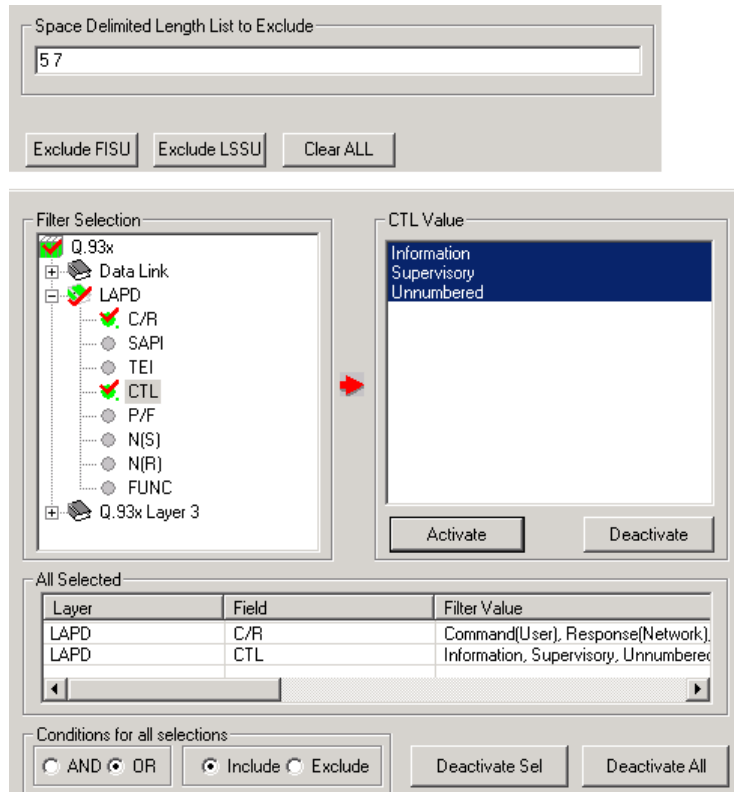 Space Delimited Length List to Exclude
5 7
Exclude FISU Exclude LSSU Clear ALL
Filter Selection
Q.93x
Data Link
LAPD
C/R
SAPI
TEI
CTL
P/F
N(S)
N(R)
FUNC
Q.93x Layer 3
CTL Value
Information
Supervisory
Unnumbered
Activate Deactivate
All Selected
Layer Field Filter Value
LAPD C/R Command(User), Response(Network),
LAPD CTL Information, Supervisory, Unnumbered
Conditions for all selections
AND OR Include Exclude Deactivate Sel Deactivate All